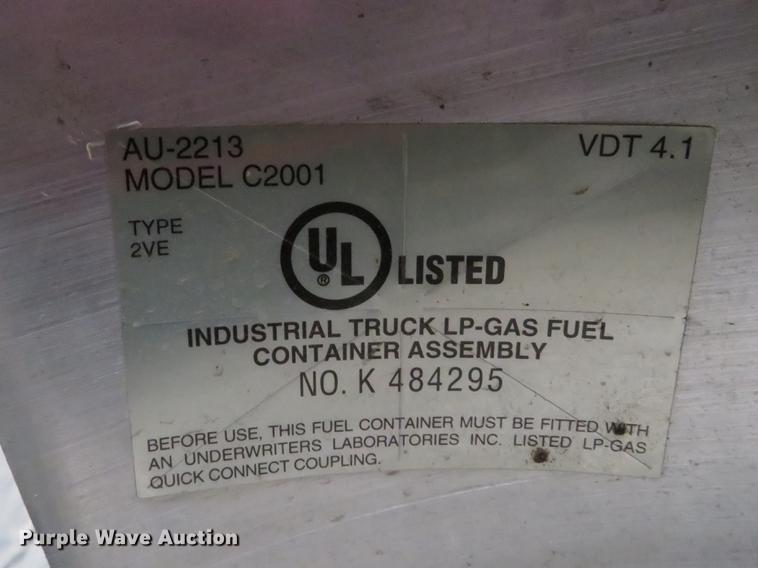 AU-2213 VDT 4.1
MODEL C2001
TYPE
2VE
UL® LISTED
INDUSTRIAL TRUCK LP-GAS FUEL
CONTAINER ASSEMBLY
NO. K 484295
BEFORE USE, THIS FUEL CONTAINER MUST BE FITTED WITH
AN UNDERWRITERS LABORATORIES INC. LISTED LP-GAS
QUICK CONNECT COUPLING.
Purple Wave Auction